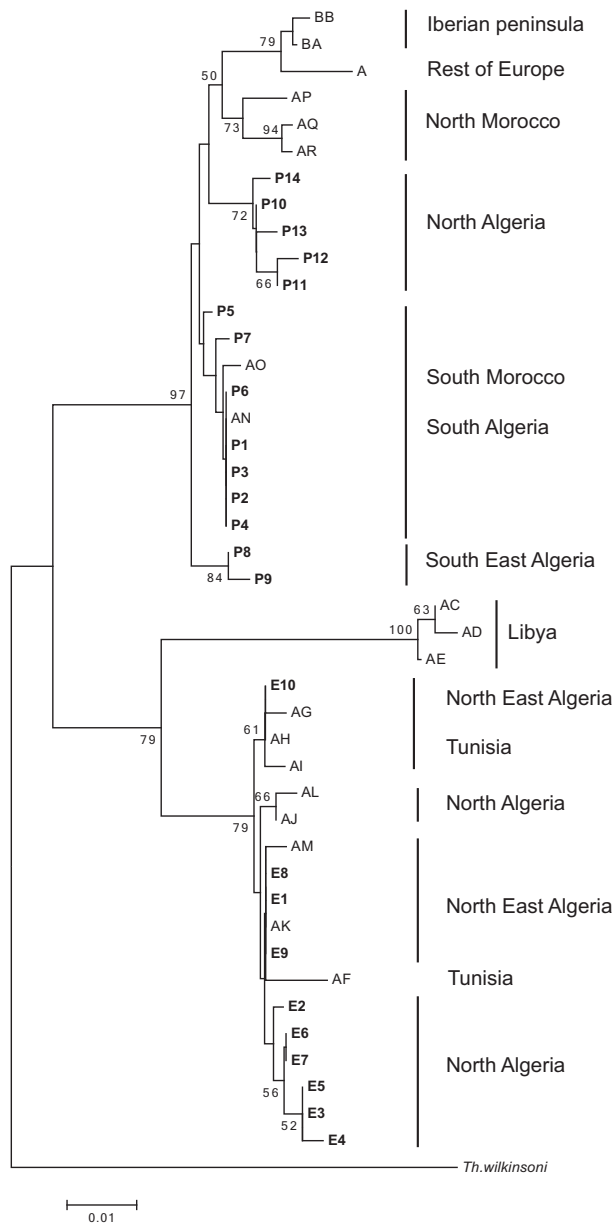 BB
Iberian peninsula
BA
79
A
Rest of Europe
50
AP
North Morocco
73
94
AQ
AR
P14
72
P10
North Algeria
P13
P12
66
P11
P5
P7
AO
South Morocco
97
P6
AN
South Algeria
P1
P3
P2
P4
P8
South East Algeria
84
P9
63
AC
100
AD
Libya
AE
E10
North East Algeria
AG
61
AH
Tunisia
79
AI
66
AL
North Algeria
79
AJ
AM
E8
E1
North East Algeria
AK
E9
AF
Tunisia
E2
E6
E7
North Algeria
56
E5
52
E3
E4
Th.wilkinsoni
0.01